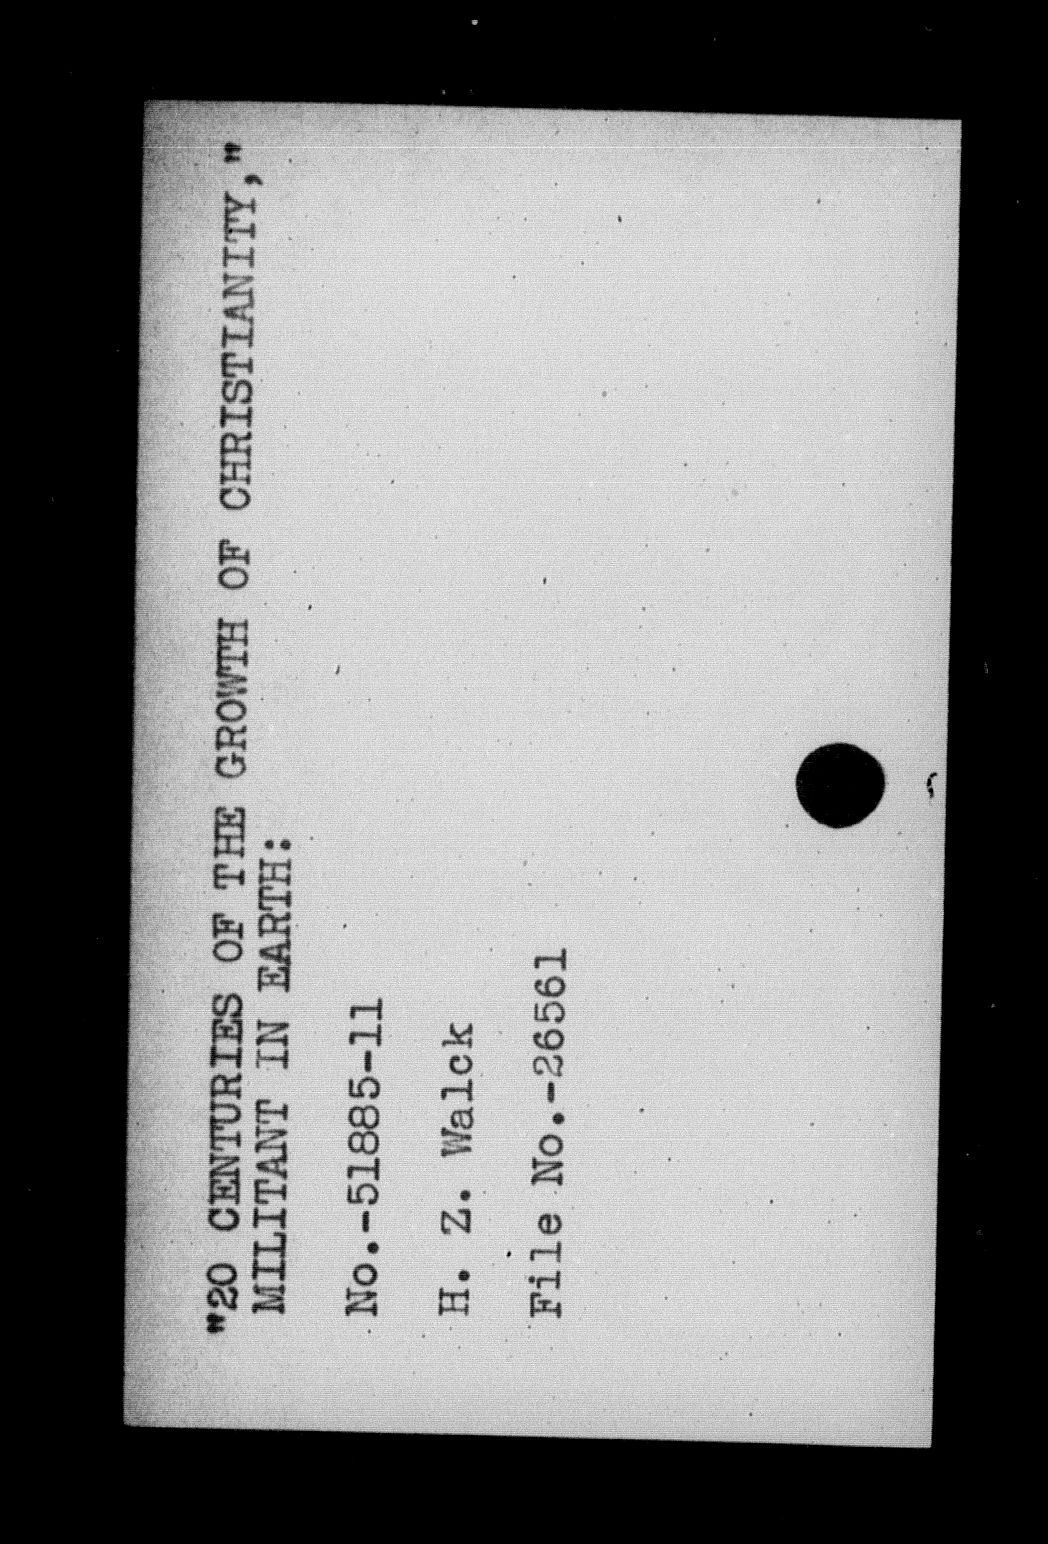 "20 CENTURIES OF THE GROWTH OF CHRISTIANITY,"
MILITANT IN EARTH:
No.-51885-11
H. Z. Walck
File No.-26561